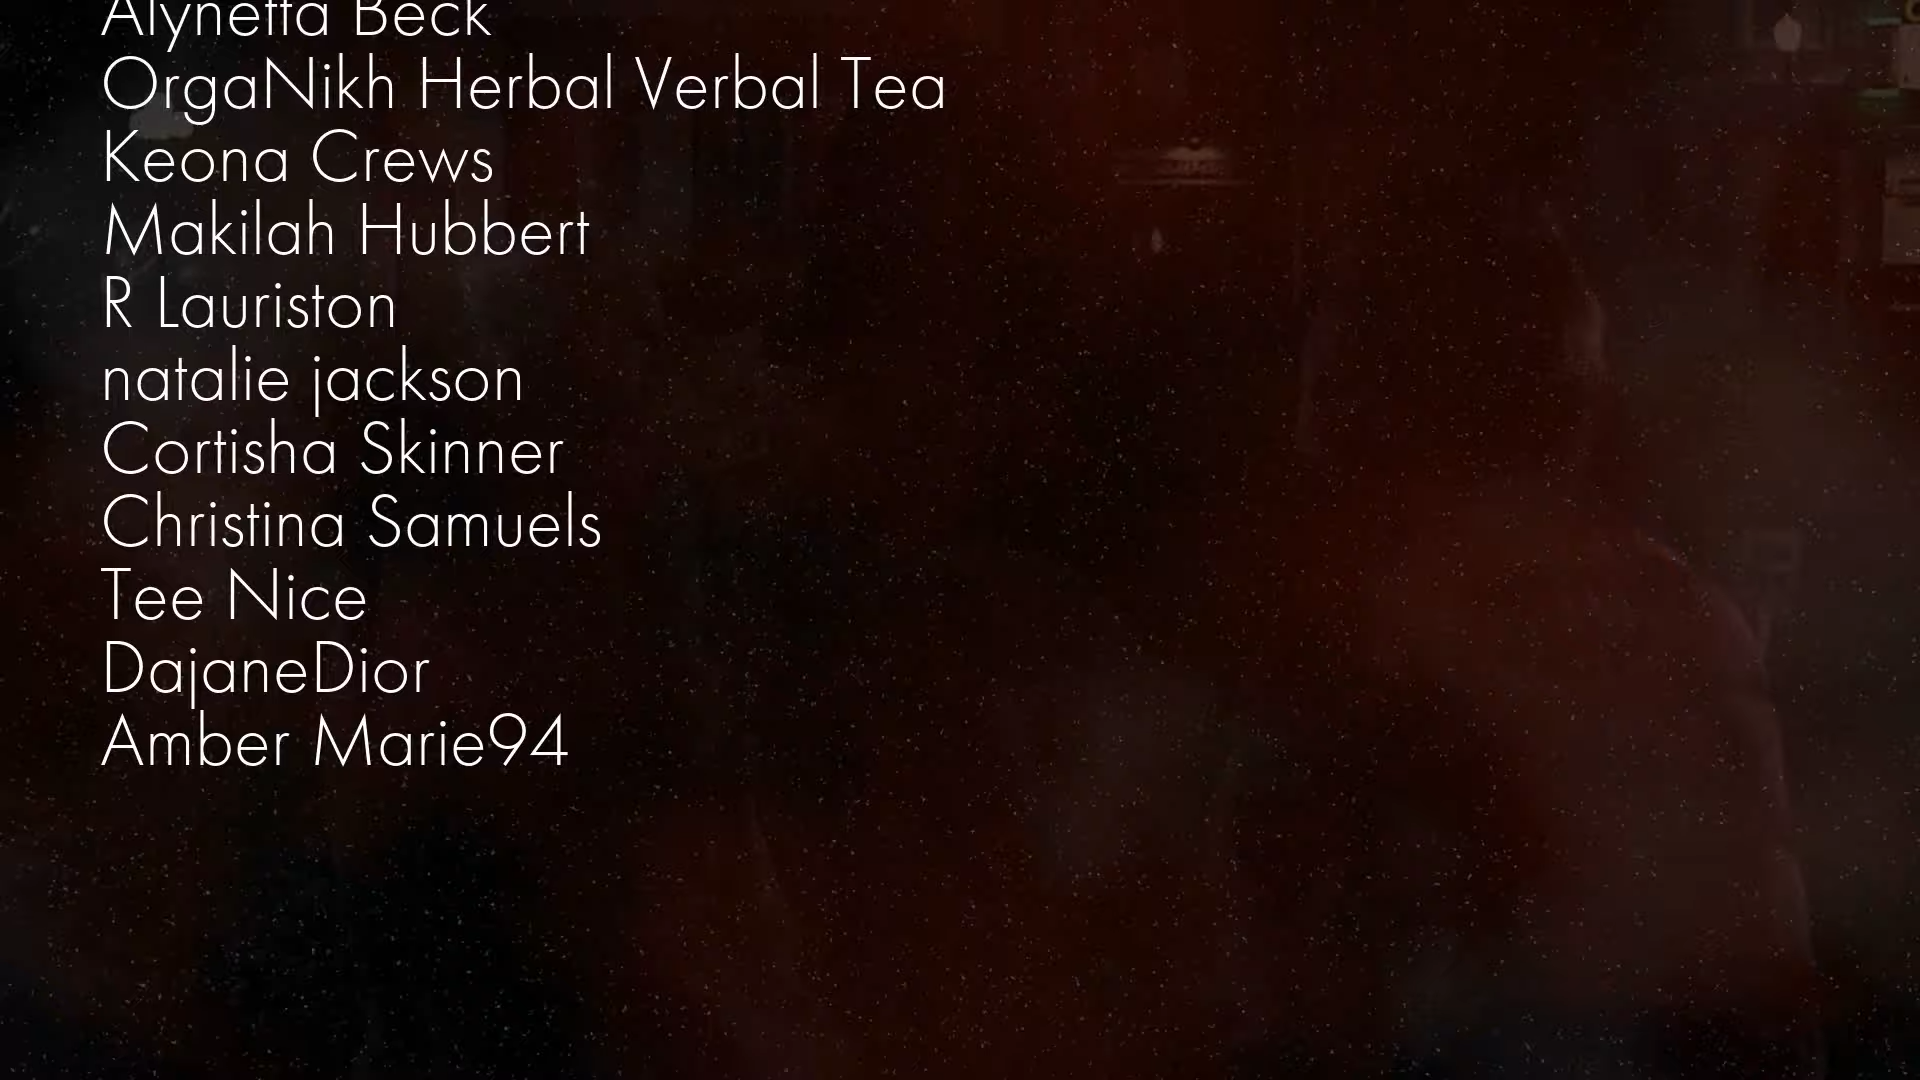 Alynetta Beck
OrgaNikh Herbal Verbal Tea
Keona Crews
Makilah Hubbert
R Lauriston
natalie jackson
Cortisha Skinner
Christina Samuels
Tee Nice
DajaneDior
Amber Marie94